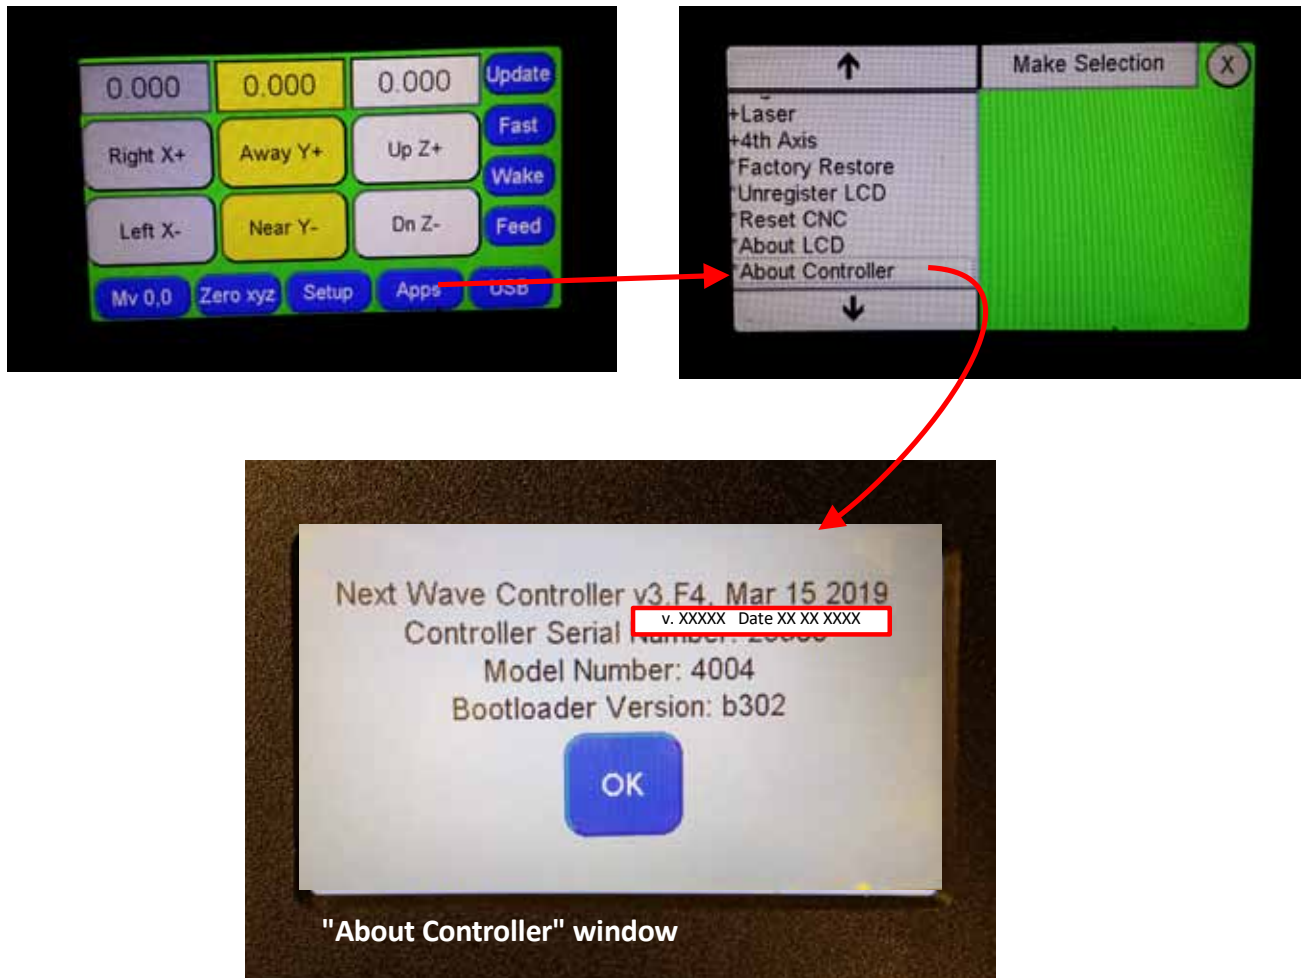 0.000 0.000 0.000 Update
Fast
Right X+ Away Y+ Up Z+
Wake
Left X- Near Y- Dn Z- Feed
Mv 0,0 Zero xyz Setup Apps USB
Make Selection X
+Laser
+4th Axis
*Factory Restore
*Unregister LCD
*Reset CNC
*About LCD
*About Controller
Next Wave Controller v3.F4, Mar 15 2019
v. XXXXX Date XX XX XXXX
Controller Serial Number:
Model Number: 4004
Bootloader Version: b302
OK
"About Controller" window